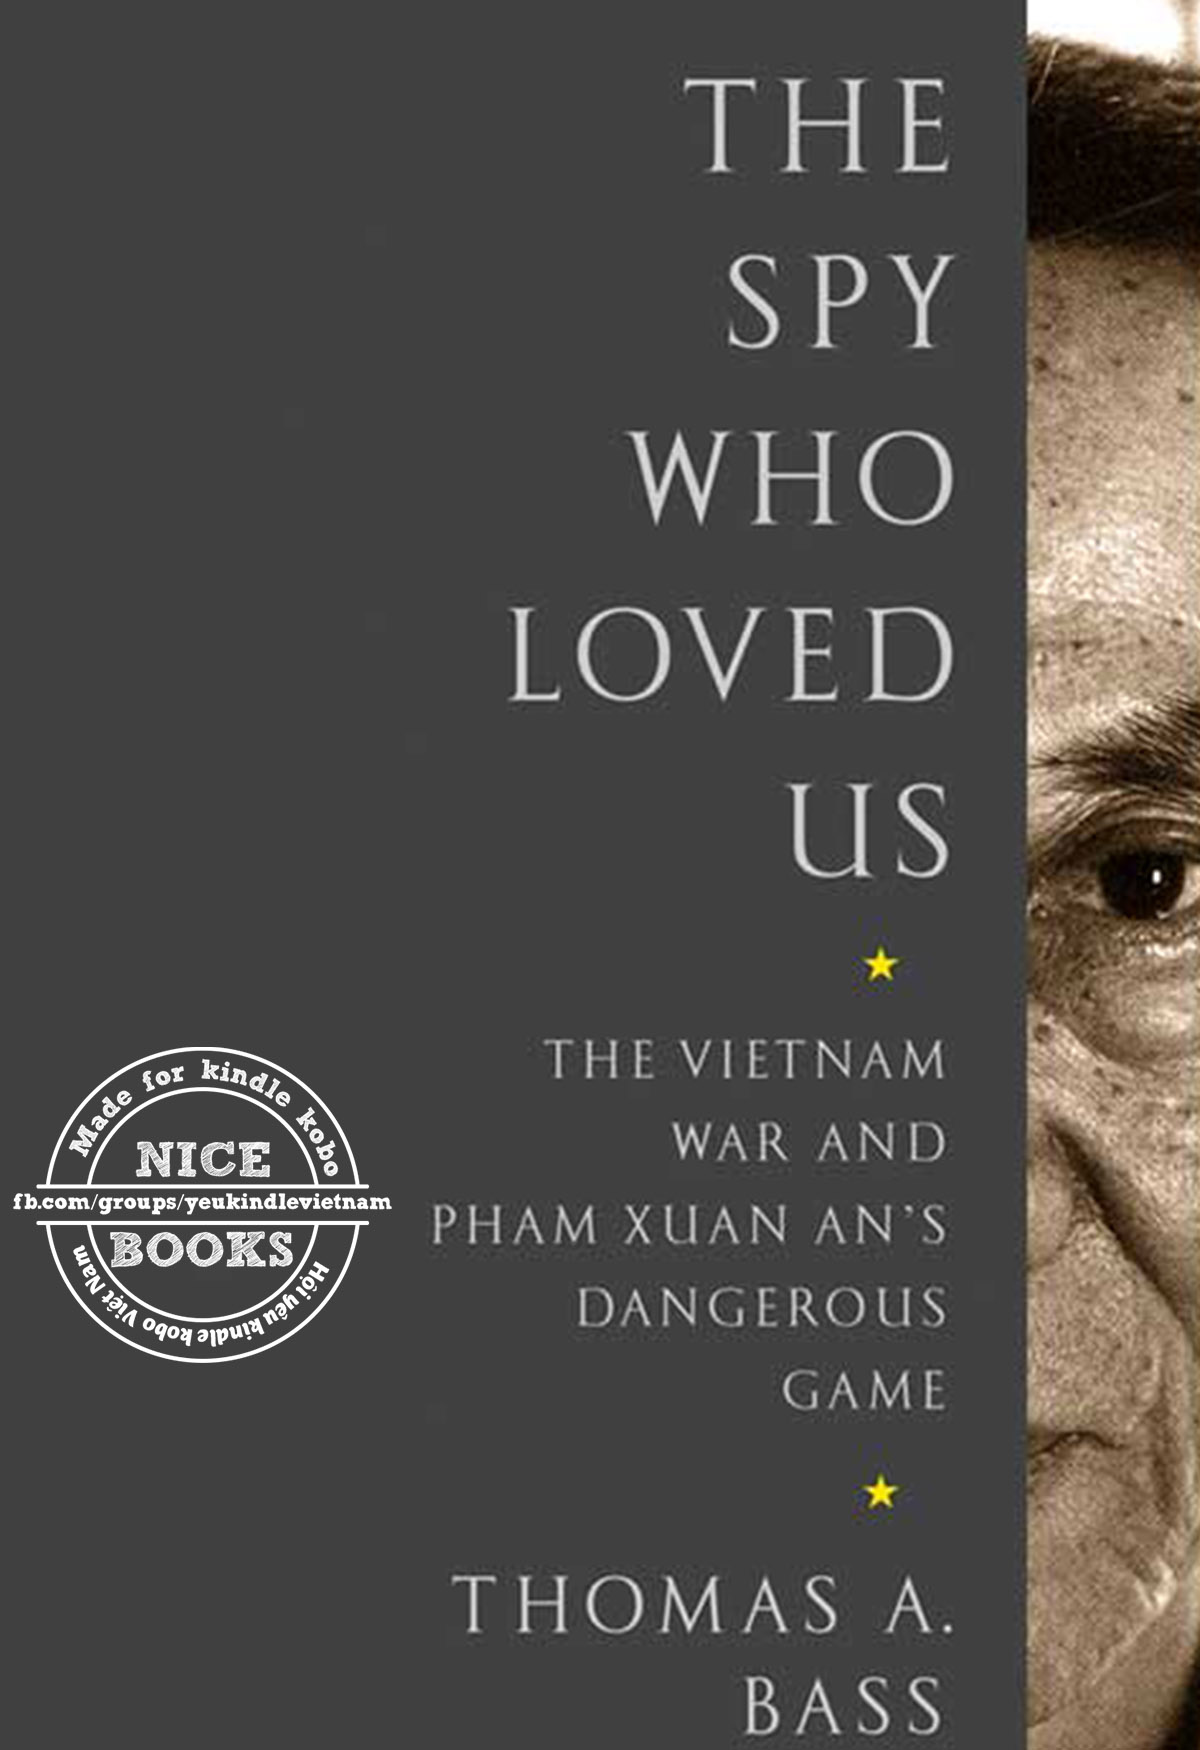 THE
SPY
WHO
LOVED
US
THE VIETNAM
WAR AND
PHAM XUAN AN'S
DANGEROUS
GAME
THOMAS A.
BASS
Made for kindle kobo
NICE
fb.com/groups/yeukindlevietnam
BOOKS
Hội yêu kindle kobo Việt Nam